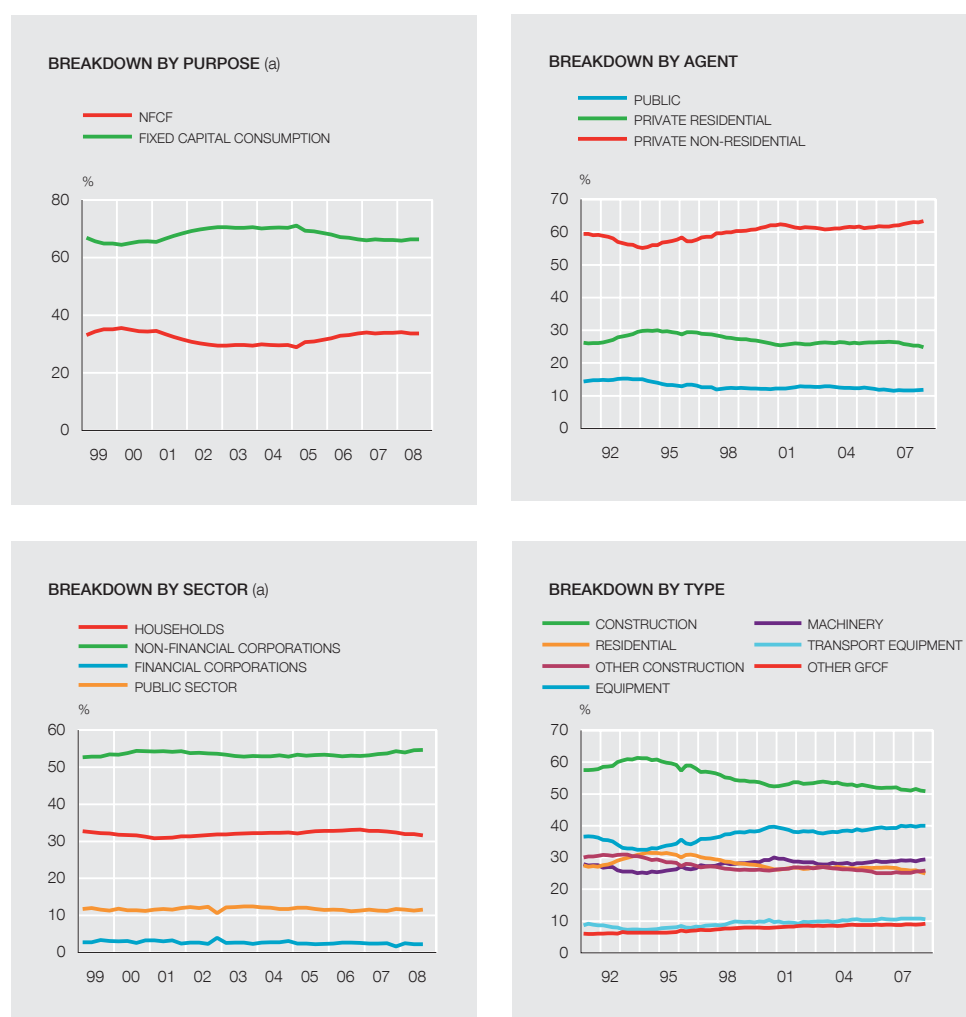 BREAKDOWN BY PURPOSE (a)
NFCF
FIXED CAPITAL CONSUMPTION
%
80
60
40
20
0
99 00 01 02 03 04 05 06 07 08
BREAKDOWN BY AGENT
PUBLIC
PRIVATE RESIDENTIAL
PRIVATE NON-RESIDENTIAL
%
70
60
50
40
30
20
10
0
92 95 98 01 04 07
BREAKDOWN BY SECTOR (a)
HOUSEHOLDS
NON-FINANCIAL CORPORATIONS
FINANCIAL CORPORATIONS
PUBLIC SECTOR
%
60
50
40
30
20
10
0
99 00 01 02 03 04 05 06 07 08
BREAKDOWN BY TYPE
CONSTRUCTION
RESIDENTIAL
OTHER CONSTRUCTION
EQUIPMENT
MACHINERY
TRANSPORT EQUIPMENT
OTHER GFCF
%
70
60
50
40
30
20
10
0
92 95 98 01 04 07